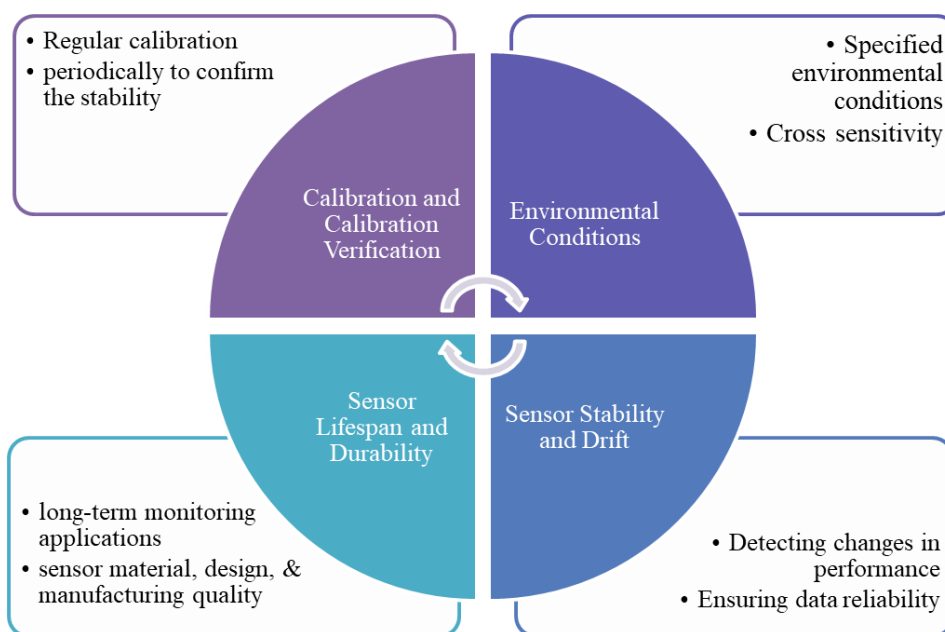 • Regular calibration
• periodically to confirm
the stability
• Specified
environmental
conditions
• Cross sensitivity
Calibration and
Calibration
Verification
Environmental
Conditions
Sensor
Lifespan and
Durability
Sensor Stability
and Drift
• long-term monitoring
applications
• sensor material, design, &
manufacturing quality
• Detecting changes in
performance
• Ensuring data reliability